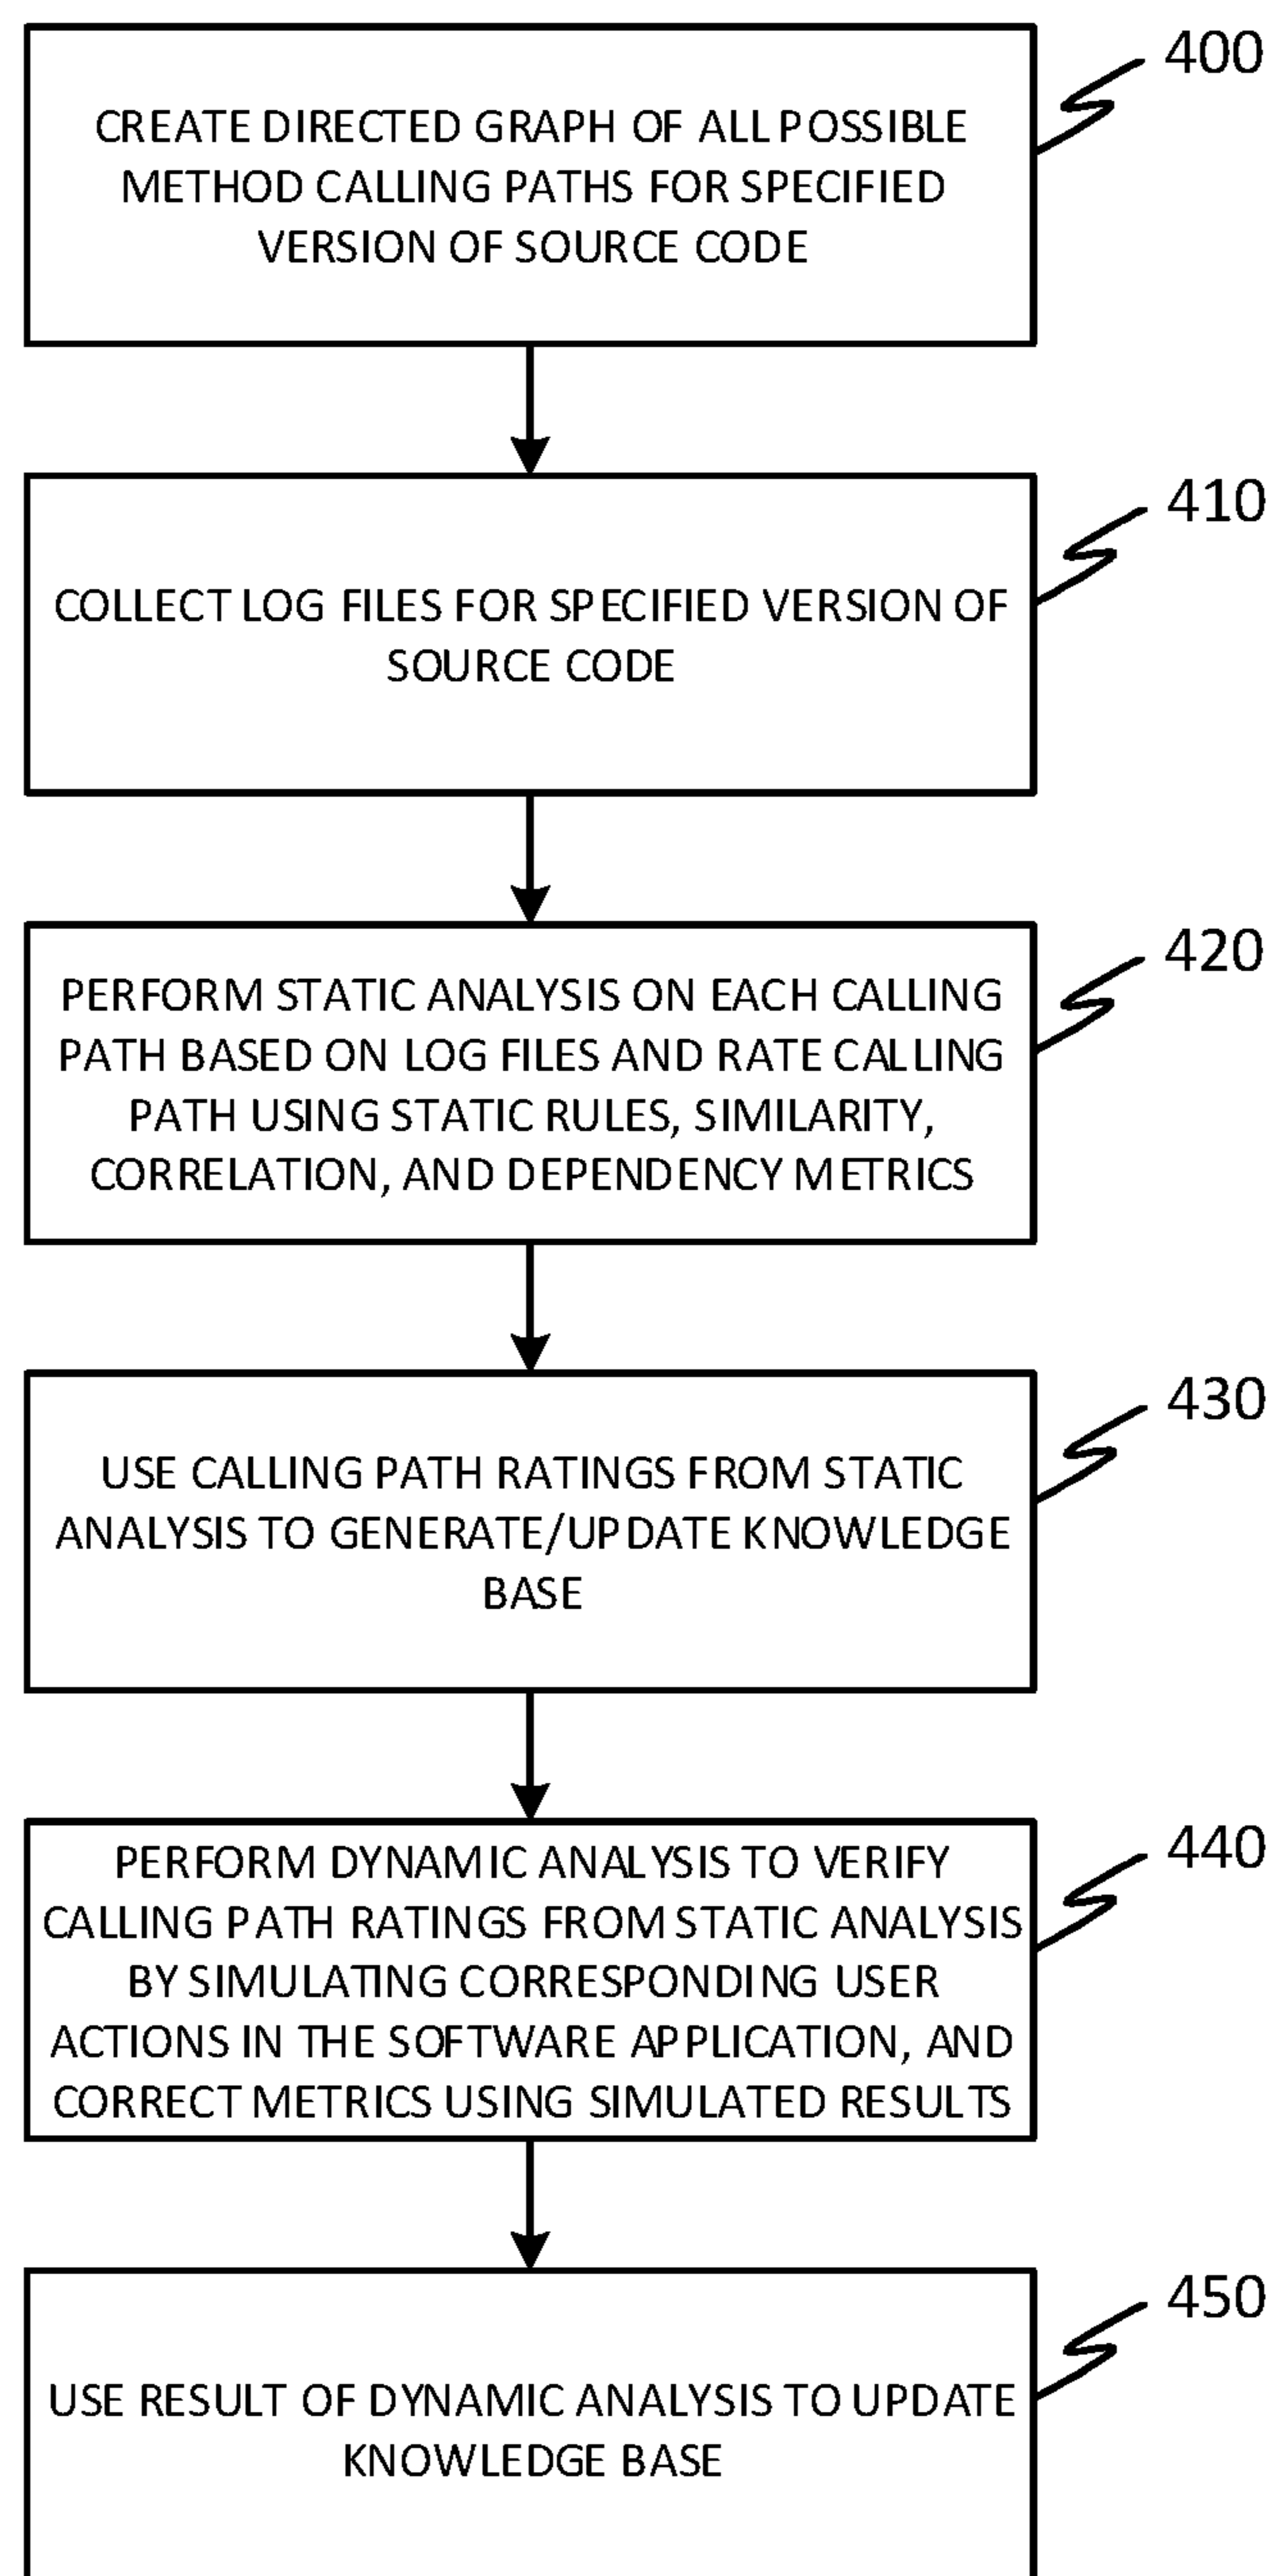 400
CREATE DIRECTED GRAPH OF ALL POSSIBLE
METHOD CALLING PATHS FOR SPECIFIED
VERSION OF SOURCE CODE
410
COLLECT LOG FILES FOR SPECIFIED VERSION OF
SOURCE CODE
420
PERFORM STATIC ANALYSIS ON EACH CALLING
PATH BASED ON LOG FILES AND RATE CALLING
PATH USING STATIC RULES, SIMILARITY,
CORRELATION, AND DEPENDENCY METRICS
430
USE CALLING PATH RATINGS FROM STATIC
ANALYSIS TO GENERATE/UPDATE KNOWLEDGE
BASE
440
PERFORM DYNAMIC ANALYSIS TO VERIFY
CALLING PATH RATINGS FROM STATIC ANALYSIS
BY SIMULATING CORRESPONDING USER
ACTIONS IN THE SOFTWARE APPLICATION, AND
CORRECT METRICS USING SIMULATED RESULTS
450
USE RESULT OF DYNAMIC ANALYSIS TO UPDATE
KNOWLEDGE BASE